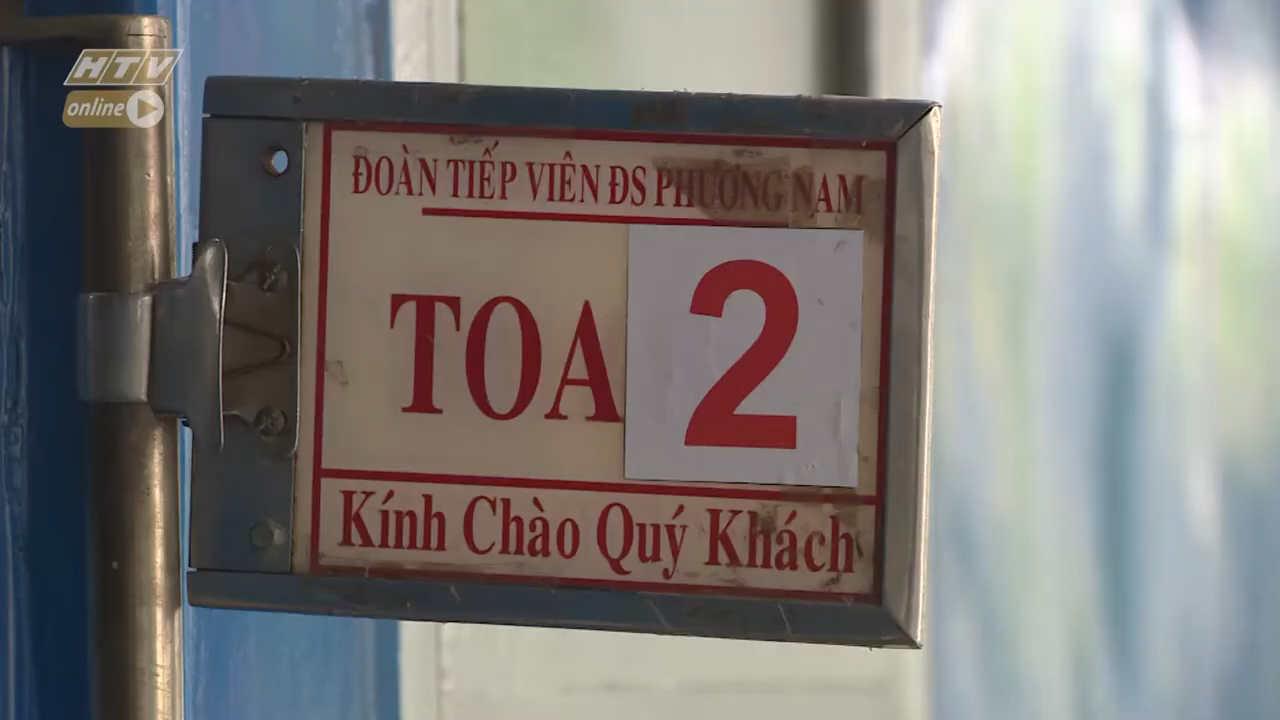 HTV
online
ĐOÀN TIẾP VIÊN ĐS PHƯƠNG NAM
TOA 2
Kính Chào Quý Khách